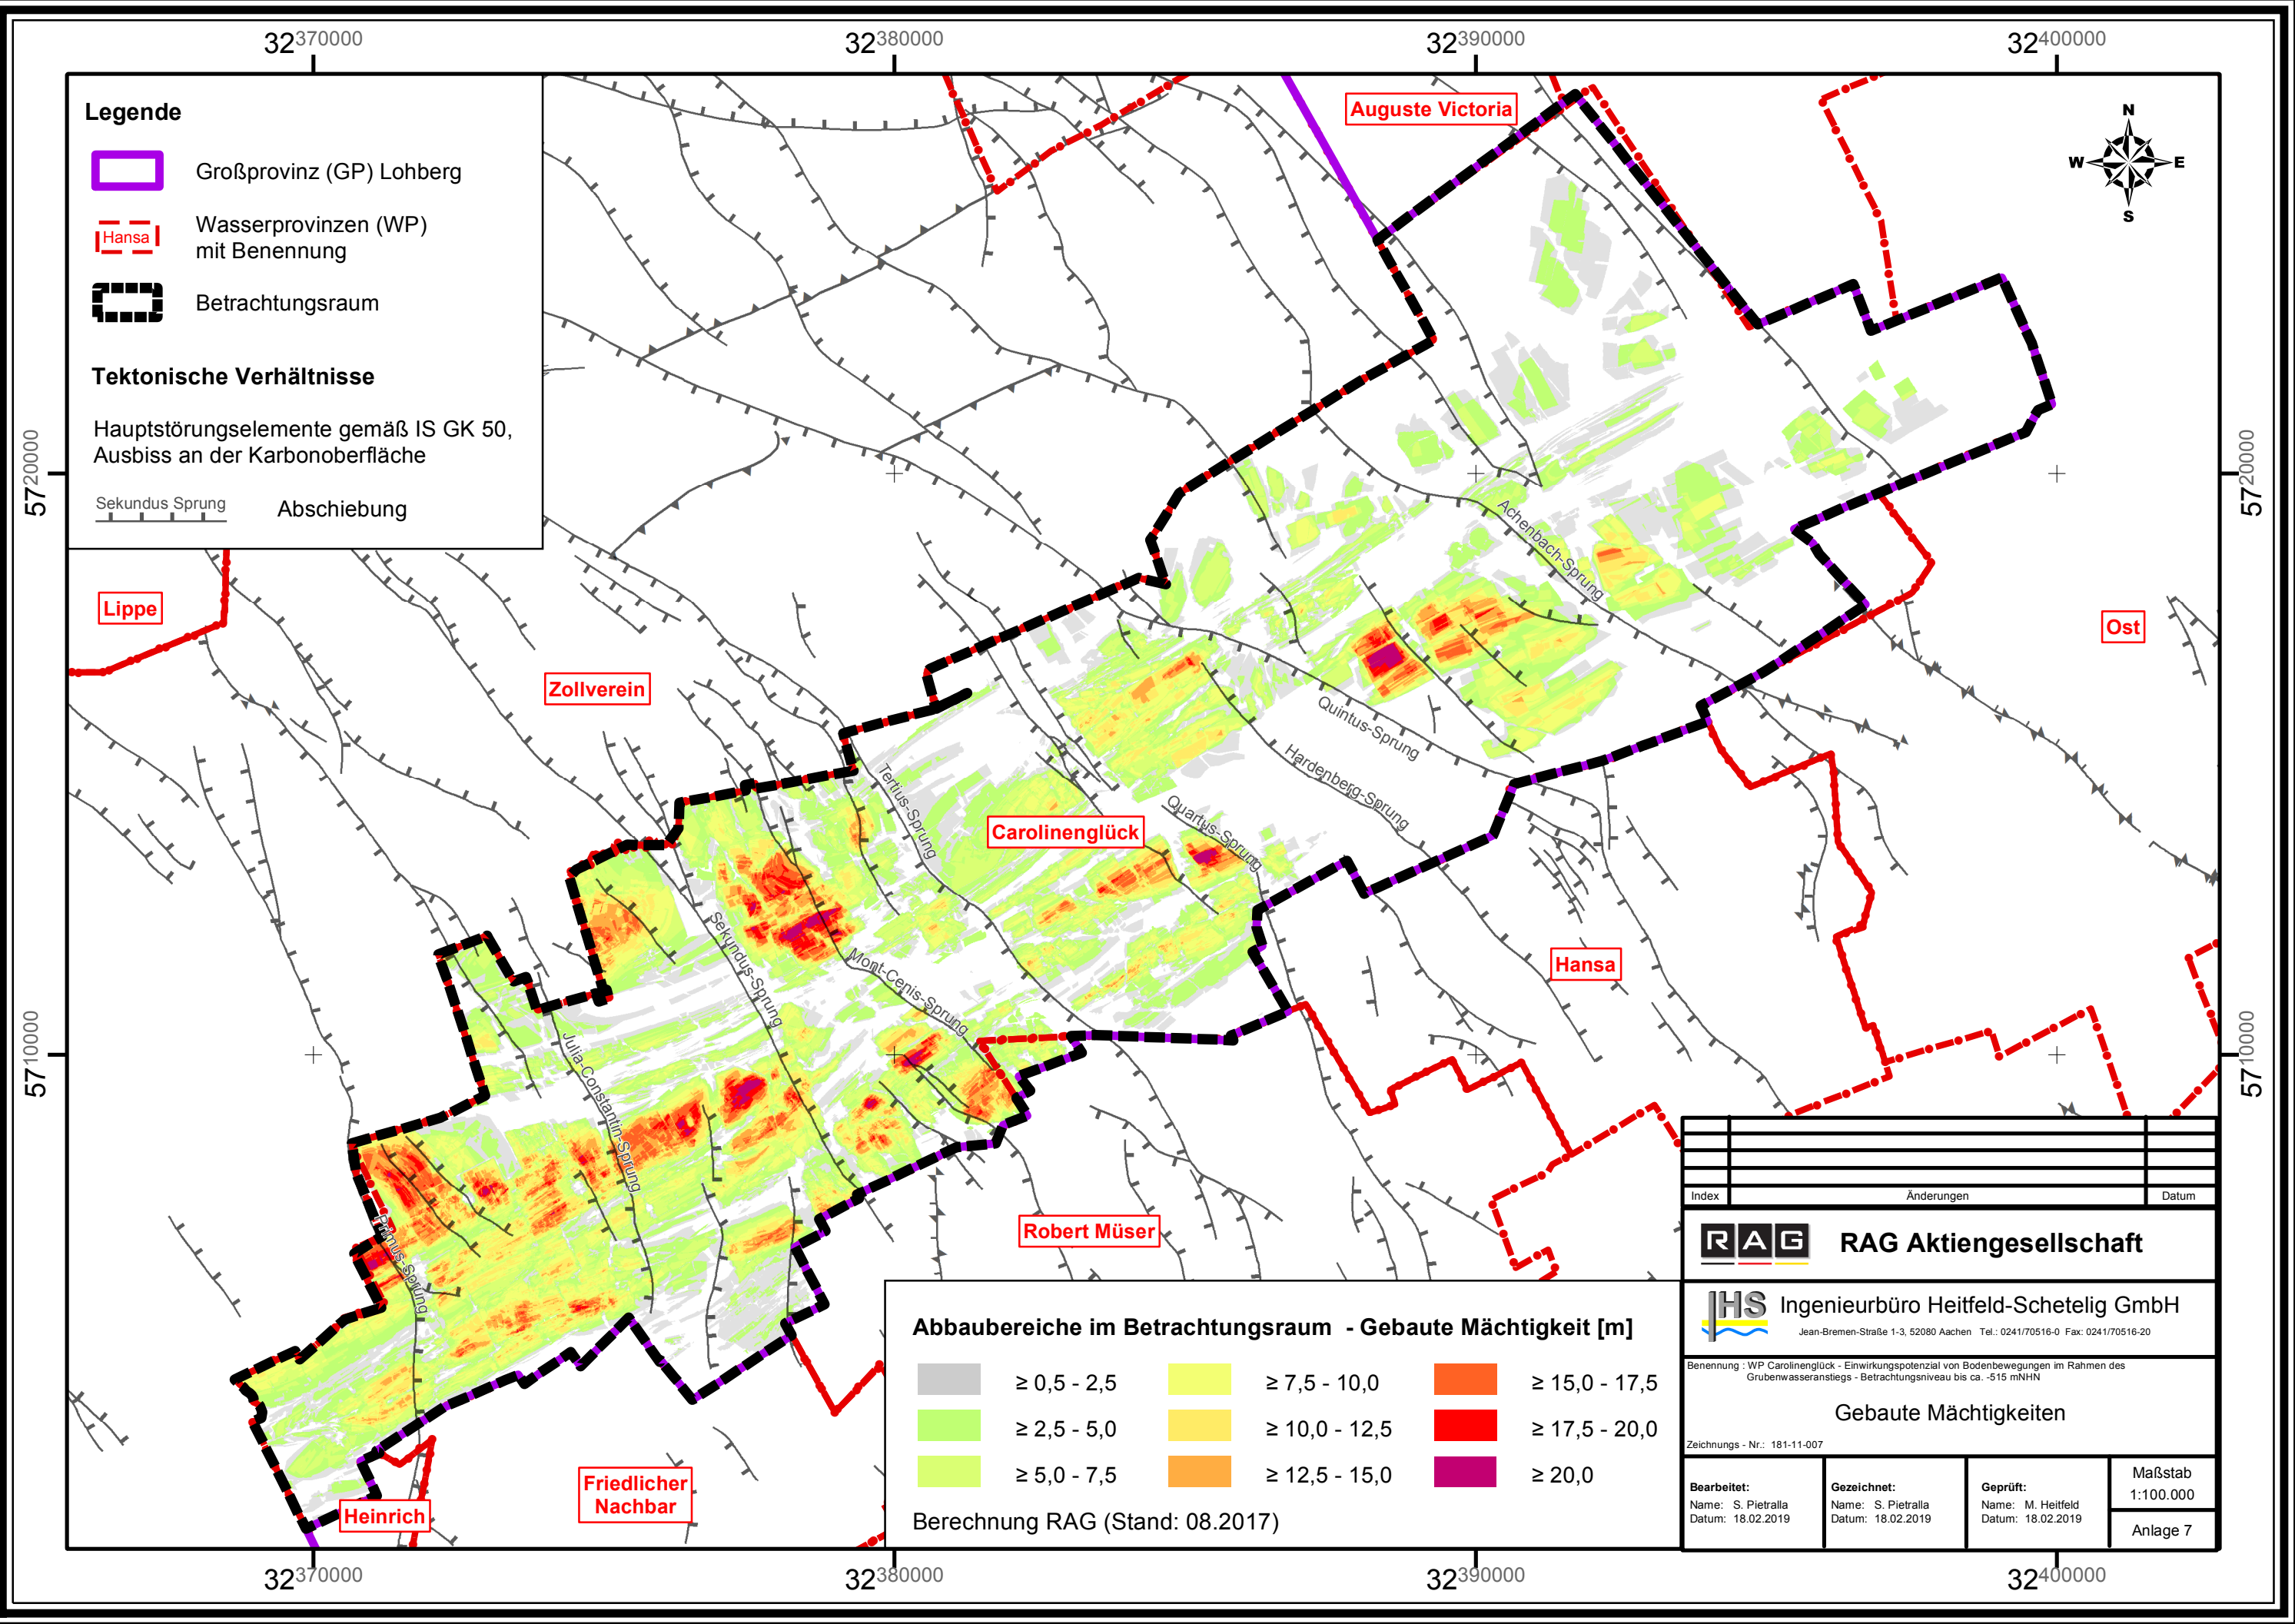 32370000
32380000
32390000
32400000
Legende
Großprovinz (GP) Lohberg
Hansa
Wasserprovinzen (WP)
mit Benennung
Betrachtungsraum
Tektonische Verhältnisse
Hauptstörungselemente gemäß IS GK 50,
Ausbiss an der Karbonoberfläche
Sekundus Sprung
Abschiebung
N
W
E
S
5720000
5720000
5710000
5710000
Auguste Victoria
Lippe
Zollverein
Ost
Carolinenglück
Hansa
Robert Müser
Friedlicher
Nachbar
Heinrich
Achenbach-Sprung
Quintus-Sprung
Hardenberg-Sprung
Quartus-Sprung
Tertius-Sprung
Sekundus-Sprung
Mont-Cenis-Sprung
Julia-Constantin-Sprung
Primus-Sprung
Abbaubereiche im Betrachtungsraum - Gebaute Mächtigkeit [m]
≥ 0,5 - 2,5
≥ 7,5 - 10,0
≥ 15,0 - 17,5
≥ 2,5 - 5,0
≥ 10,0 - 12,5
≥ 17,5 - 20,0
≥ 5,0 - 7,5
≥ 12,5 - 15,0
≥ 20,0
Berechnung RAG (Stand: 08.2017)
Index
Änderungen
Datum
RAG
RAG Aktiengesellschaft
IHS
Ingenieurbüro Heitfeld-Schetelig GmbH
Jean-Bremen-Straße 1-3, 52080 Aachen Tel.: 0241/70516-0 Fax: 0241/70516-20
Benennung : WP Carolinenglück - Einwirkungspotenzial von Bodenbewegungen im Rahmen des
Grubenwasseranstiegs - Betrachtungsniveau bis ca. -515 mNHN
Gebaute Mächtigkeiten
Zeichnungs - Nr.: 181-11-007
Bearbeitet:
Name: S. Pietralla
Datum: 18.02.2019
Gezeichnet:
Name: S. Pietralla
Datum: 18.02.2019
Geprüft:
Name: M. Heitfeld
Datum: 18.02.2019
Maßstab
1:100.000
Anlage 7
32370000
32380000
32390000
32400000